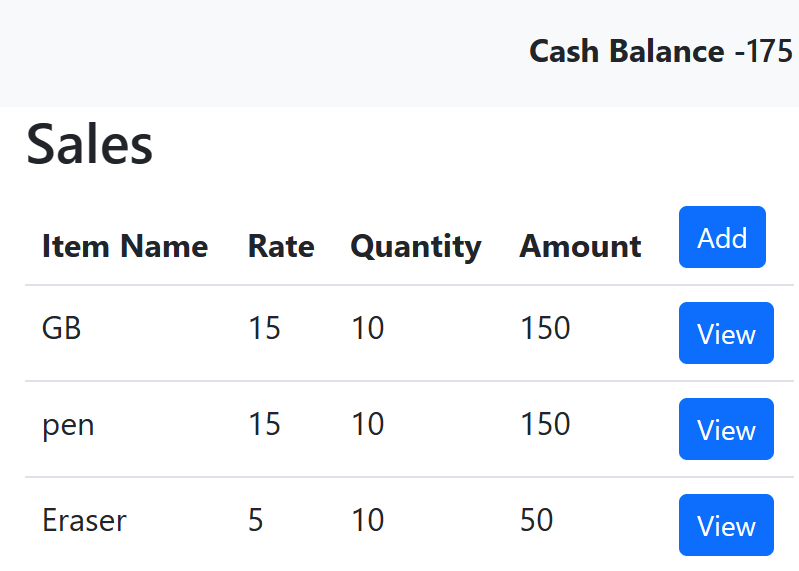 Cash Balance -175
Sales
Item Name Rate Quantity Amount Add
GB 15 10 150 View
pen 15 10 150 View
Eraser 5 10 50 View